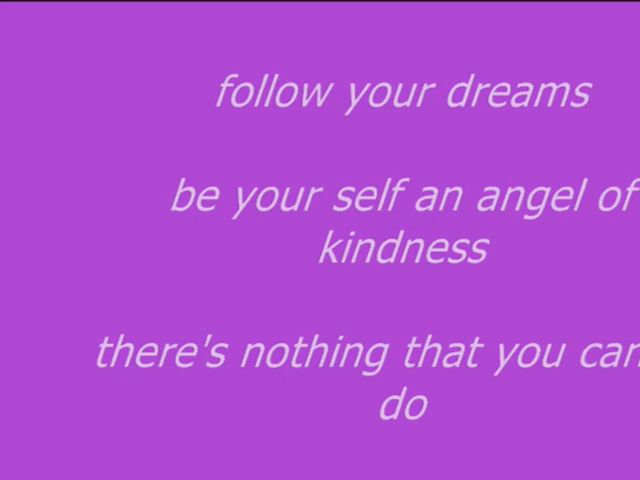 follow your dreams
be your self an angel of
kindness
there's nothing that you can
do